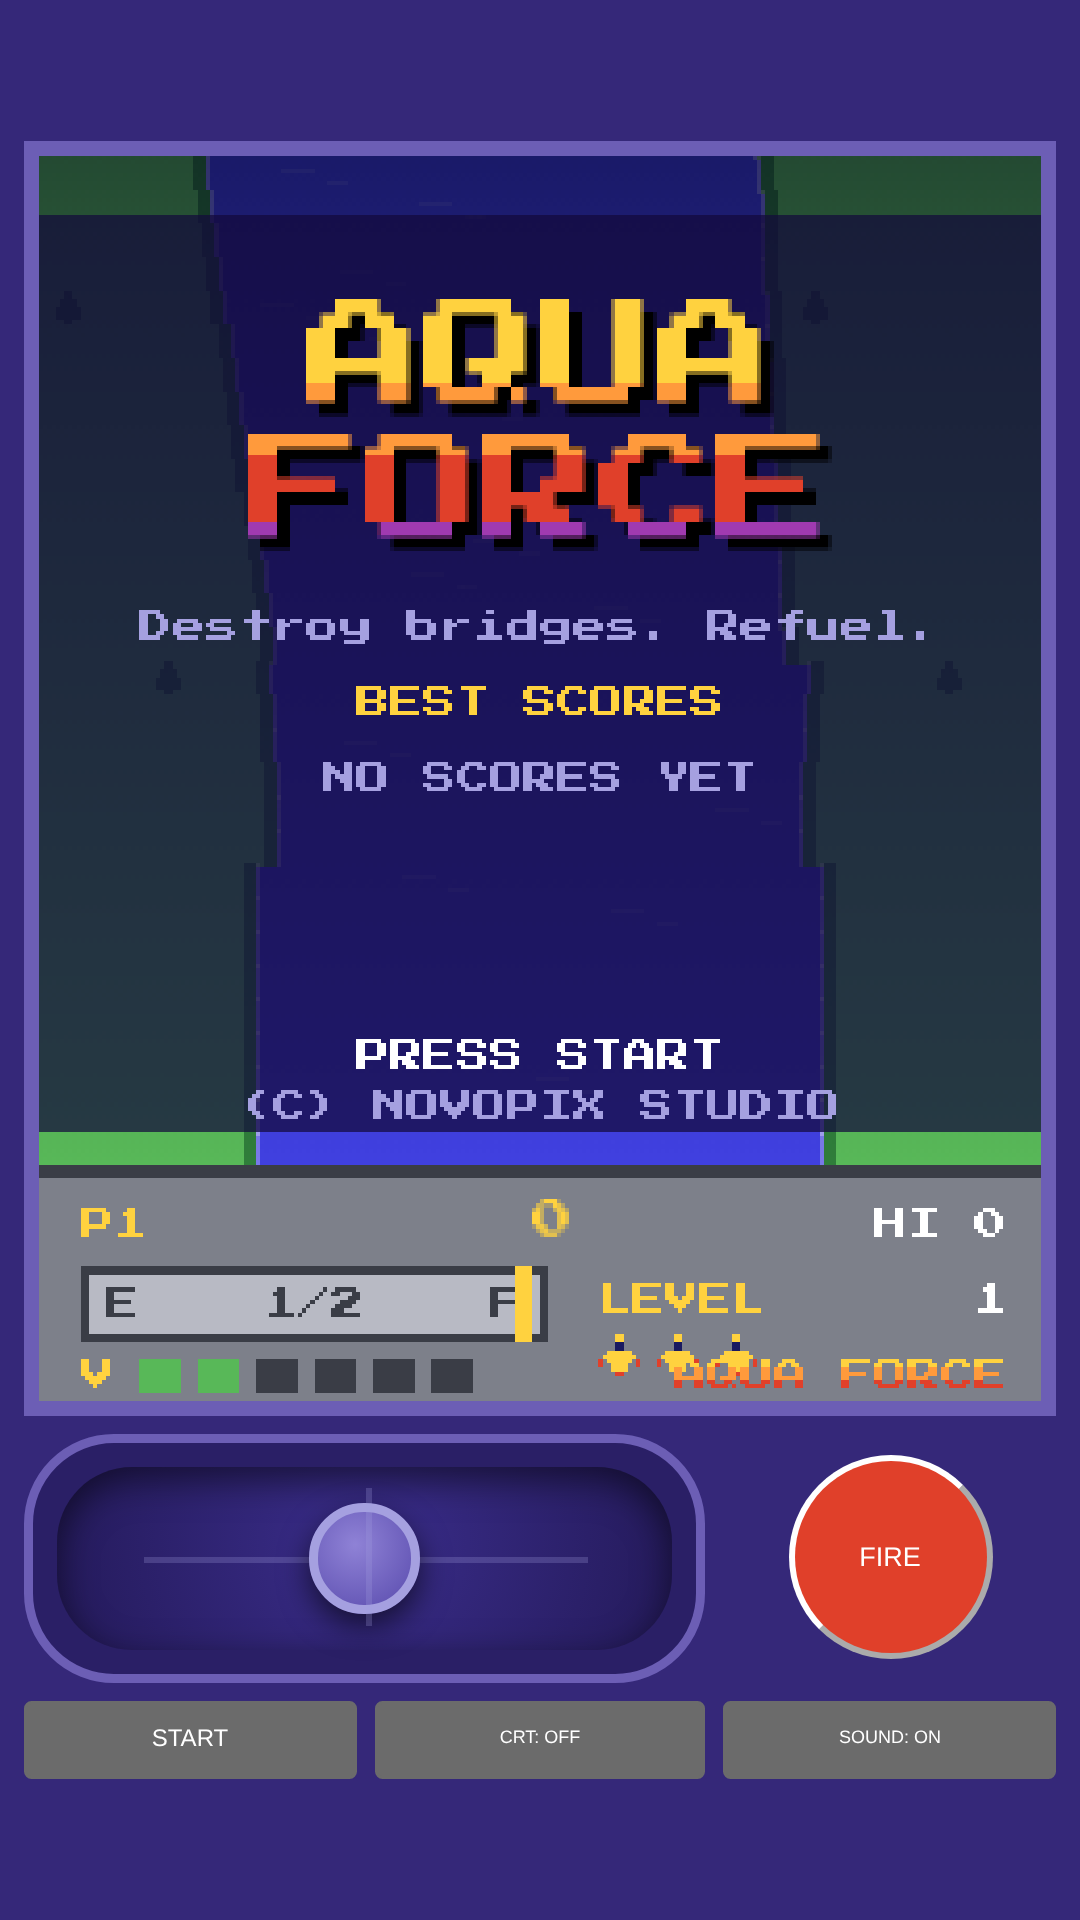 AQUA
FORCE
Destroy bridges. Refuel.
BEST SCORES
NO SCORES YET
PRESS START
(C) NOVOPIX STUDIO
P1 0 HI 0
E 1/2 F LEVEL 1
V AQUA FORCE
FIRE
START CRT: OFF SOUND: ON